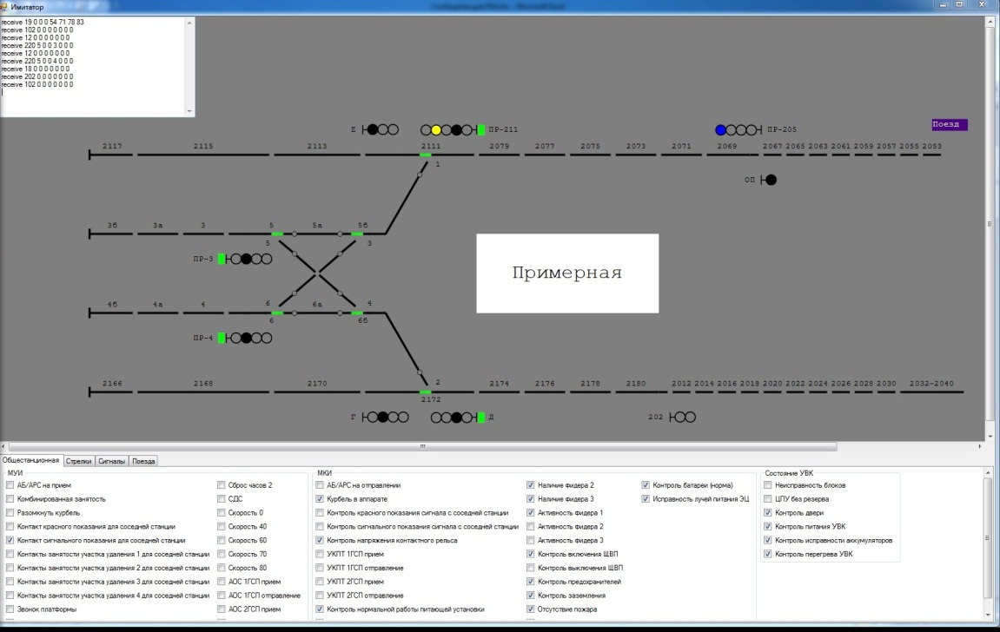 Имитатор
receive 19 0 0 0 54 71 78 83
receive 102 0 0 0 0 0 0 0
receive 12 0 0 0 0 0 0 0
receive 220 5 0 0 3 0 0 0
receive 12 0 0 0 0 0 0 0
receive 220 5 0 0 4 0 0 0
receive 18 0 0 0 0 0 0 0
receive 202 0 0 0 0 0 0 0
receive 102 0 0 0 0 0 0 0
Е ПР-211 ПР-205 Поезд
2117 2115 2113 2111 2079 2077 2075 2073 2071 2069 2067 2065 2063 2061 2059 2057 2055 2053
1
ОП
3б 3а 3 5 5а 5б
5 3
ПР-3
Примерная
4б 4а 4 6 6а 4
6 6б
ПР-4
2166 2168 2170 2 2174 2176 2178 2180 2012 2014 2016 2018 2020 2022 2024 2026 2028 2030 2032-2040
2172
Г Д 202
Общестанционная Стрелки Сигналы Поезда
МУИ
АБ/АРС на прием
Комбинированная занятость
Разомкнуть курбель
Контакт красного показания для соседней станции
Контакт сигнального показания для соседней станции
Контакты занятости участка удаления 1 для соседней станции
Контакты занятости участка удаления 2 для соседней станции
Контакты занятости участка удаления 3 для соседней станции
Контакты занятости участка удаления 4 для соседней станции
Звонок платформы
Сброс часов 2
СДС
Скорость 0
Скорость 40
Скорость 60
Скорость 70
Скорость 80
АОС 1ГСП прием
АОС 1ГСП отправление
АОС 2ГСП прием
МКИ
АБ/АРС на отправлении
Курбель в аппарате
Контроль красного показания сигнала с соседней станции
Контроль сигнального показания сигнала с соседней станции
Контроль напряжения контактного рельса
УКПТ 1ГСП прием
УКПТ 1ГСП отправление
УКПТ 2ГСП прием
УКПТ 2ГСП отправление
Контроль нормальной работы питающей установки
Наличие фидера 2
Наличие фидера 3
Активность фидера 1
Активность фидера 2
Активность фидера 3
Контроль включения ЩВП
Контроль выключения ЩВП
Контроль предохранителей
Контроль заземления
Отсутствие пожара
Контроль батареи (норма)
Исправность лучей питания ЭЦ
Состояние УВК
Неисправность блоков
ЦПУ без резерва
Контроль двери
Контроль питания УВК
Контроль исправности аккумуляторов
Контроль перегрева УВК